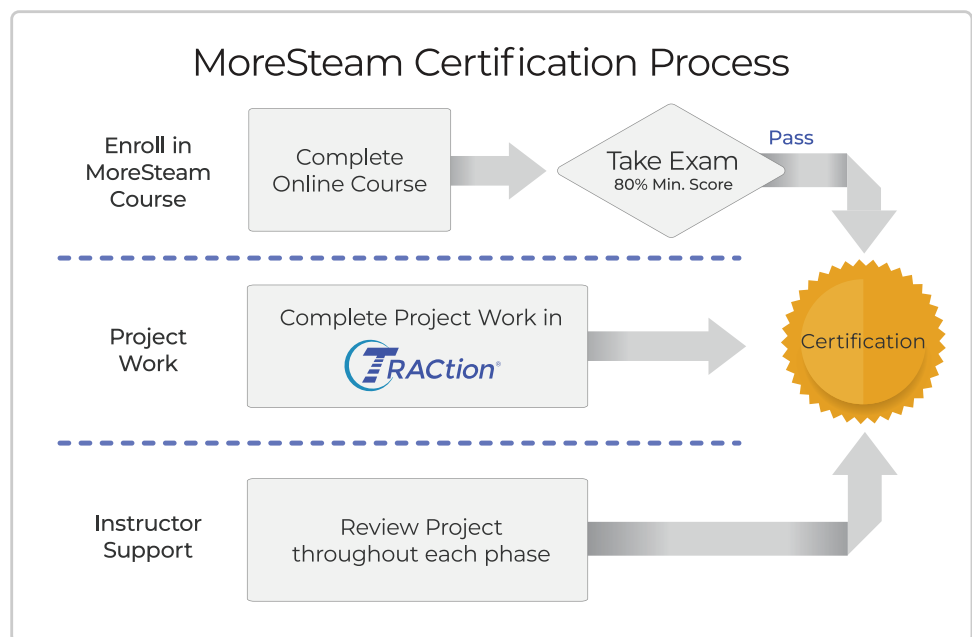 MoreSteam Certification Process
Enroll in
MoreSteam
Course
Complete
Online Course
Take Exam
80% Min. Score
Pass
Project
Work
Complete Project Work in
TRACtion®
Certification
Instructor
Support
Review Project
throughout each phase